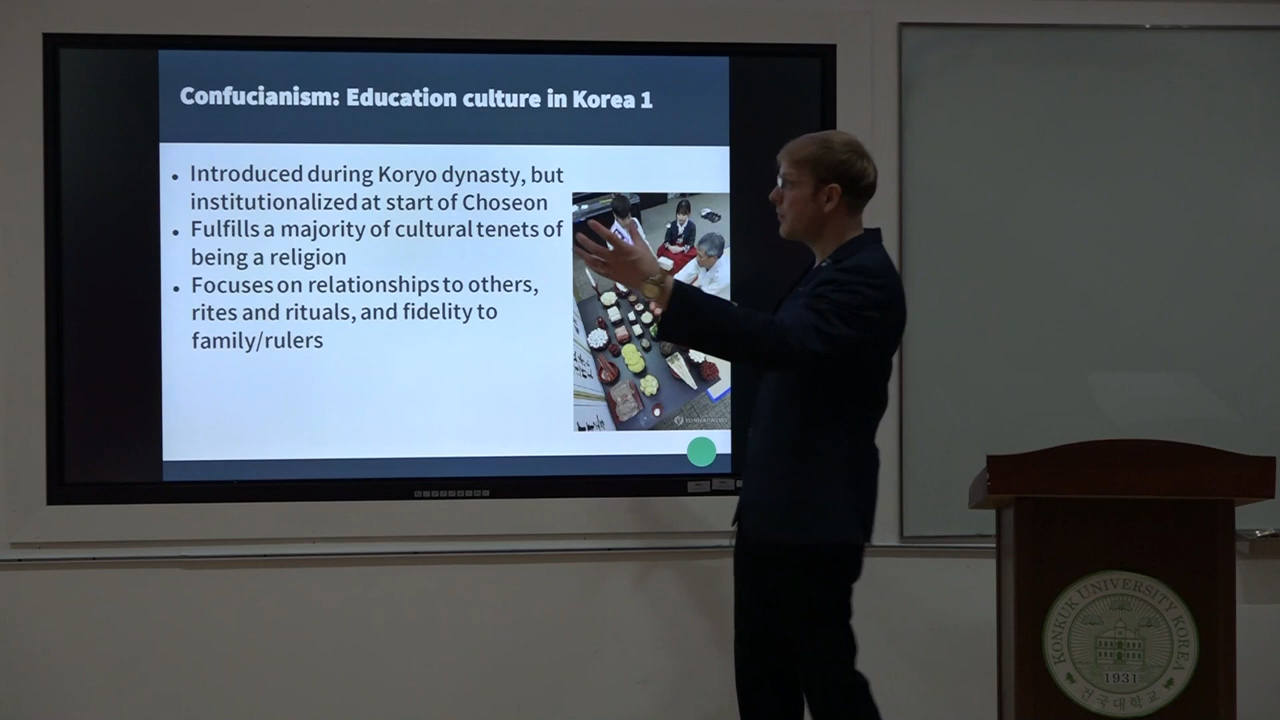 Confucianism: Education culture in Korea 1
• Introduced during Koryo dynasty, but
institutionalized at start of Choseon
• Fulfills a majority of cultural tenets of
being a religion
• Focuses on relationships to others,
rites and rituals, and fidelity to
family/rulers
KONKUK UNIVERSITY KOREA
1931
건국대학교